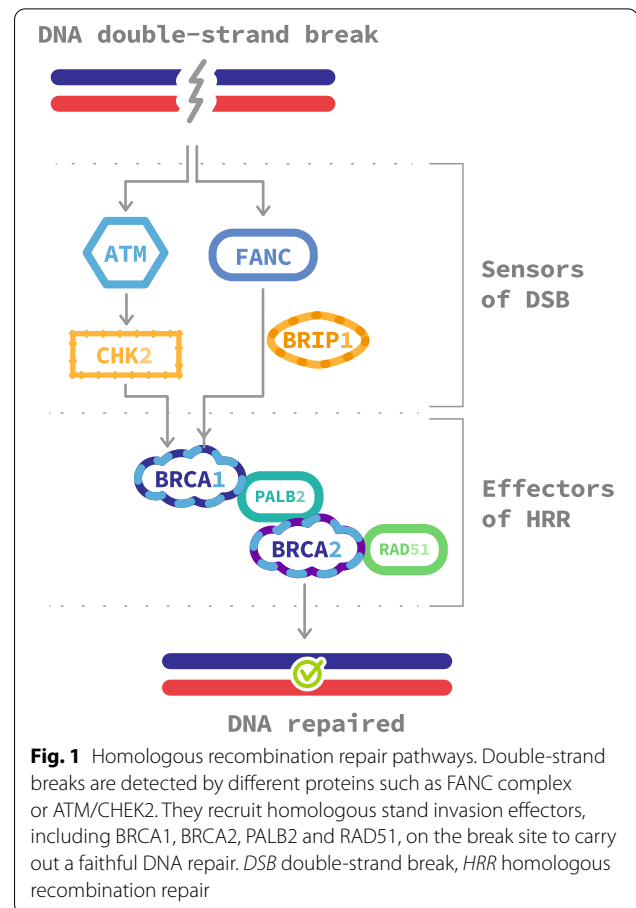 DNA double-strand break
ATM
FANC
Sensors
of DSB
CHK2
BRIP1
BRCA1
PALB2
Effectors
of HRR
BRCA2
RAD51
DNA repaired
Fig. 1 Homologous recombination repair pathways. Double-strand
breaks are detected by different proteins such as FANC complex
or ATM/CHEK2. They recruit homologous stand invasion effectors,
including BRCA1, BRCA2, PALB2 and RAD51, on the break site to carry
out a faithful DNA repair. DSB double-strand break, HRR homologous
recombination repair